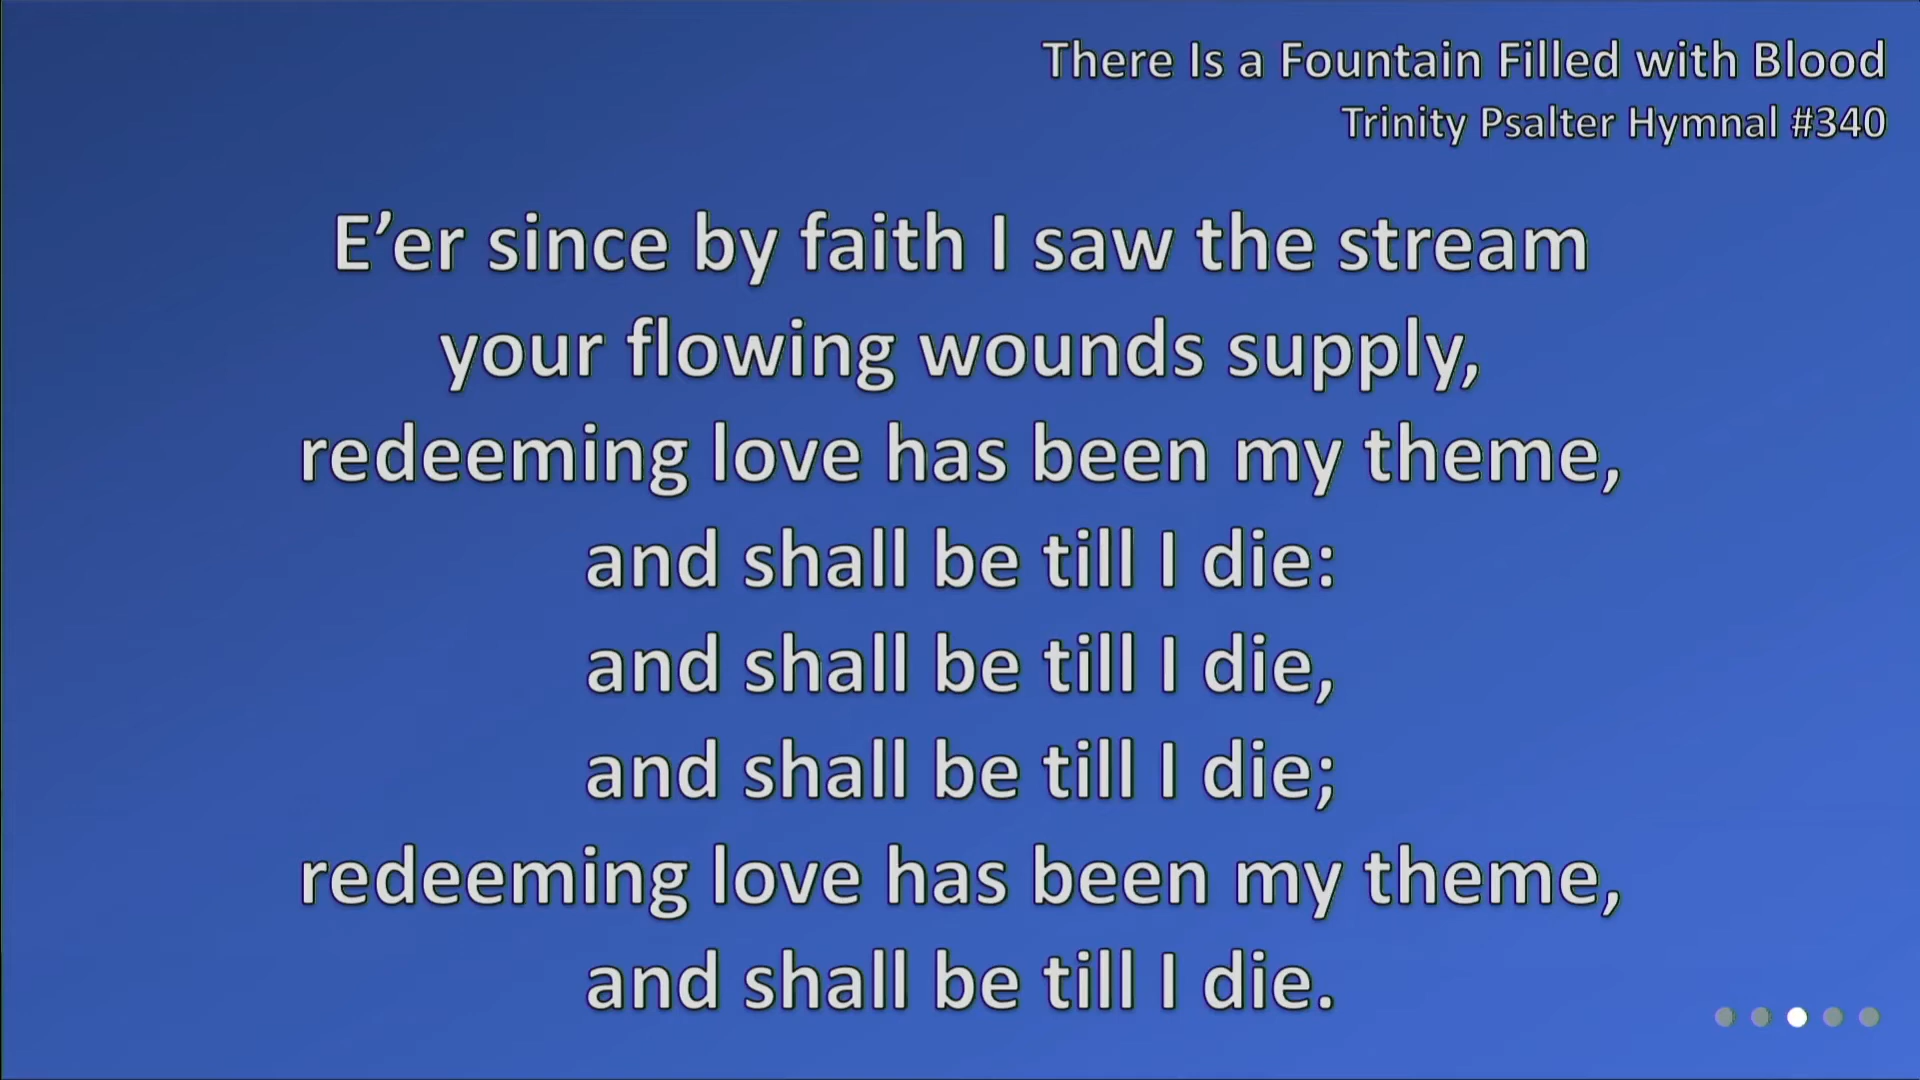 There Is a Fountain Filled with Blood
Trinity Psalter Hymnal #340
E’er since by faith I saw the stream
your flowing wounds supply,
redeeming love has been my theme,
and shall be till I die:
and shall be till I die,
and shall be till I die;
redeeming love has been my theme,
and shall be till I die.